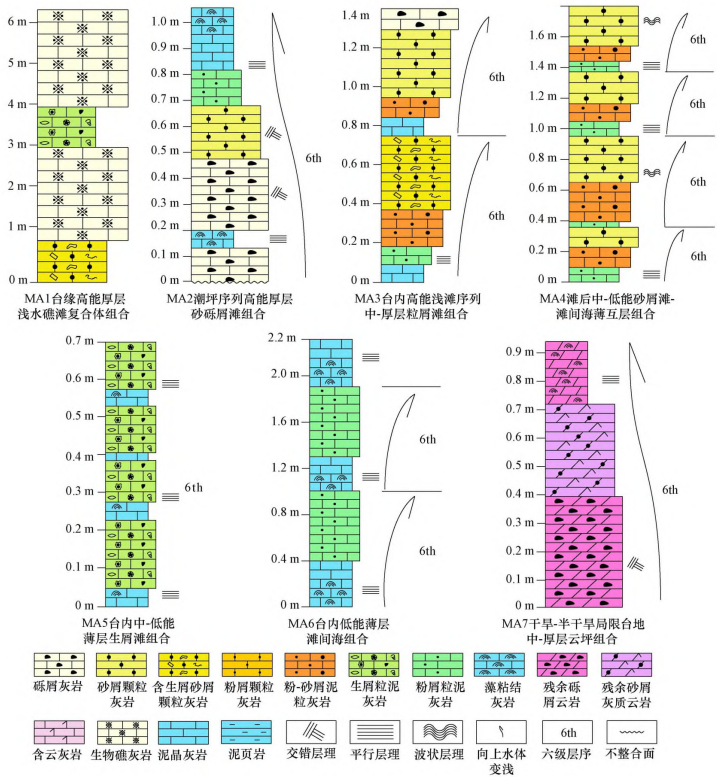 6 m
5 m
4 m
3 m
2 m
1 m
0 m
MA1台缘高能厚层
浅水礁滩复合体组合
1.0 m
0.8 m
0.7 m
0.6 m
0.5 m
0.4 m
0.3 m
0.2 m
0.1 m
0 m
6th
MA2潮坪序列高能厚层
砂砾屑滩组合
1.4 m
1.2 m
1.0 m
0.8 m
0.6 m
0.4 m
0.2 m
0 m
6th
6th
MA3台内高能浅滩序列
中-厚层粒屑滩组合
1.4 m
1.0 m
0.8 m
0.6 m
0.4 m
0.2 m
0 m
6th
6th
6th
6th
MA4滩后中-低能砂屑滩-
滩间海薄互层组合
0.7 m
0.6 m
0.5 m
0.4 m
0.3 m
0.2 m
0.1 m
0 m
6th
MA5台内中-低能
薄层生屑滩组合
2.2 m
2.0 m
1.6 m
1.2 m
0.8 m
0.4 m
0 m
6th
6th
MA6台内低能薄层
滩间海组合
0.9 m
0.8 m
0.7 m
0.6 m
0.5 m
0.4 m
0.3 m
0.2 m
0.1 m
0 m
6th
MA7干旱-半干旱局限台地
中-厚层云坪组合
砾屑灰岩
砂屑颗粒
灰岩
含生屑砂屑
颗粒灰岩
粉屑颗粒
灰岩
粉-砂屑泥
粒灰岩
生屑粒泥
灰岩
粉屑粒泥
灰岩
藻粘结灰
岩
残余砾
屑云岩
残余砂屑
灰质云岩
含云灰岩
生物礁灰岩
泥晶灰岩
泥页岩
交错层理
平行层理
波状层理
向上水体
变浅
6th
六级层序
不整合面